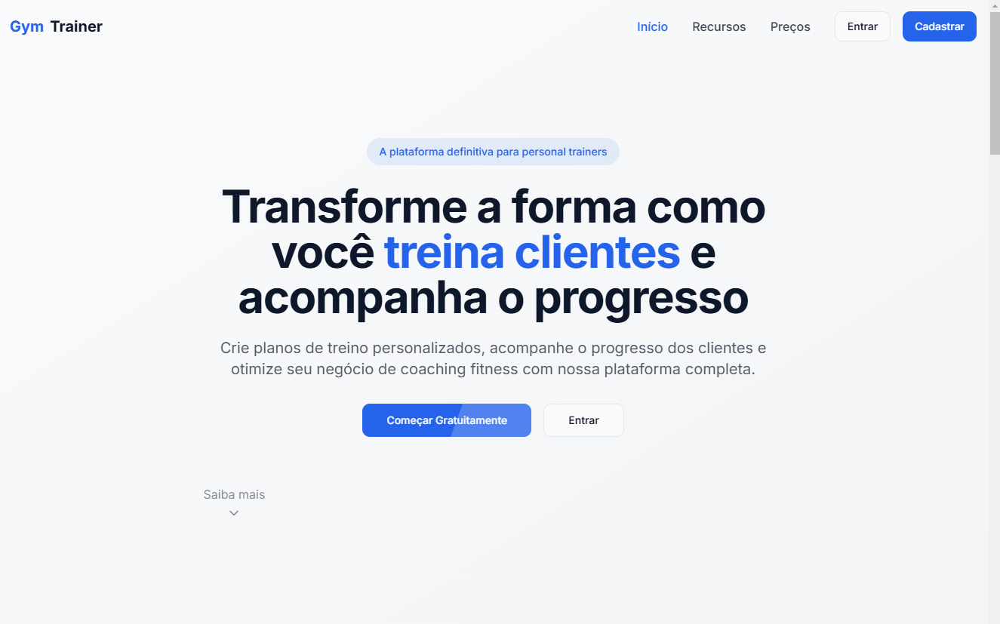 Gym Trainer
Início Recursos Preços Entrar Cadastrar
A plataforma definitiva para personal trainers
Transforme a forma como
você treina clientes e
acompanha o progresso
Crie planos de treino personalizados, acompanhe o progresso dos clientes e
otimize seu negócio de coaching fitness com nossa plataforma completa.
Começar Gratuitamente Entrar
Saiba mais